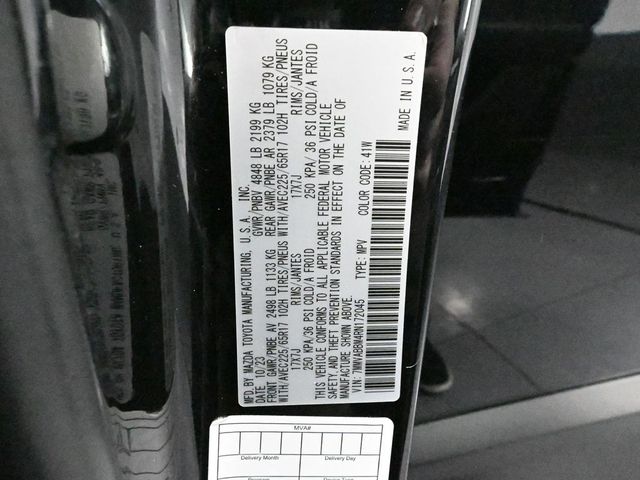 MFD BY MAZDA TOYOTA MANUFACTURING, U.S.A., INC.
DATE 10/23 GVWR/PNBV 4848 LB 2199 KG
FRONT GAWR/PNBE AV 2498 LB 1133 KG REAR GAWR/PNBE AR 2379 LB 1079 KG
WITH/AVEC225/65R17 102H TIRES/PNEUS WITH/AVEC225/65R17 102H TIRES/PNEUS
17X7J RIMS/JANTES 17X7J RIMS/JANTES
250 KPA/36 PSI COLD/A FROID 250 KPA/36 PSI COLD/A FROID
THIS VEHICLE CONFORMS TO ALL APPLICABLE FEDERAL MOTOR VEHICLE
SAFETY AND THEFT PREVENTION STANDARDS IN EFFECT ON THE DATE OF
MANUFACTURE SHOWN ABOVE.
VIN: 7MMVABBM4RN172045 TYPE: MPV COLOR CODE: 41W
MADE IN U.S.A.
MVA#
Delivery Month Delivery Day